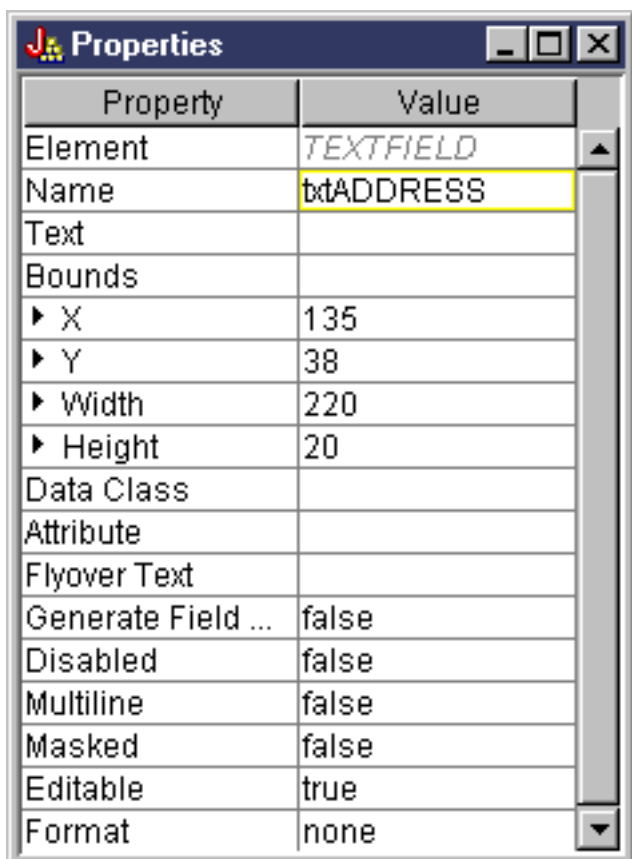 Properties
Property Value
Element TEXTFIELD
Name txtADDRESS
Text
Bounds
X 135
Y 38
Width 220
Height 20
Data Class
Attribute
Flyover Text
Generate Field ... false
Disabled false
Multiline false
Masked false
Editable true
Format none